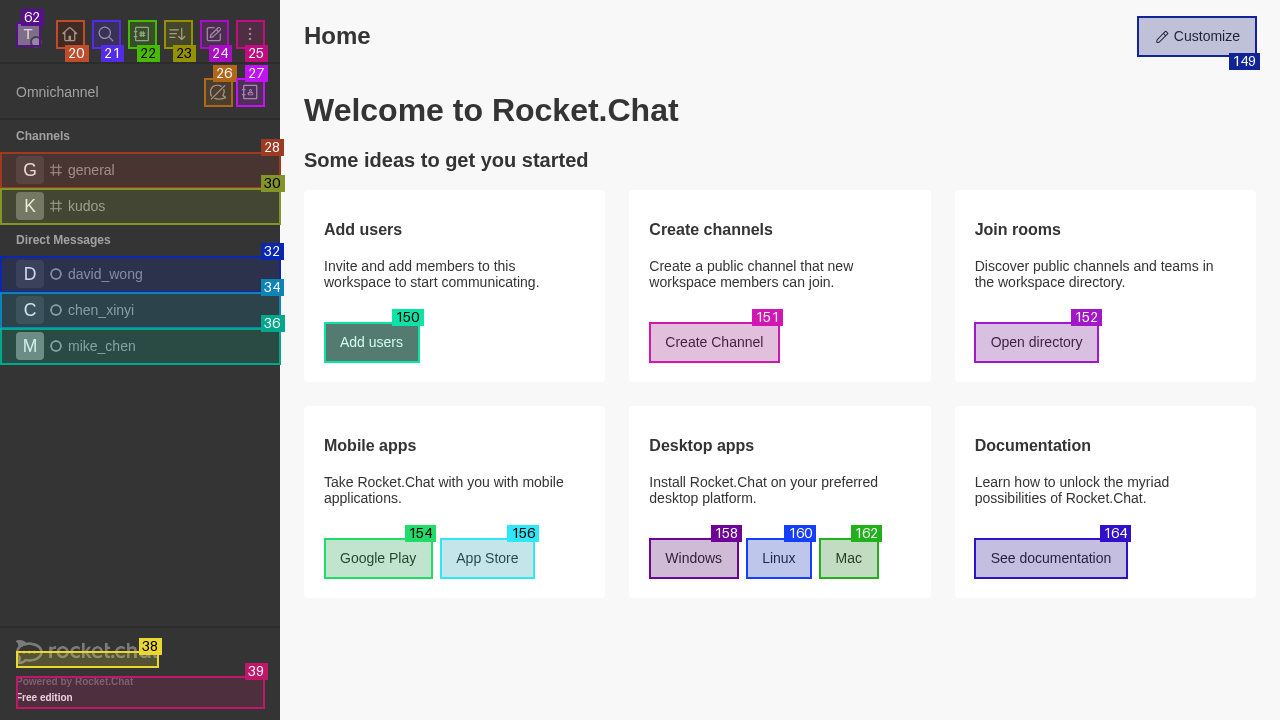 62
T
20
21
22
23
24
25
Omnichannel
26
27
Channels
28
G general
30
K kudos
Direct Messages
32
D david_wong
34
C chen_xinyi
36
M mike_chen
38
rocket.chat
39
Powered by Rocket.Chat
Free edition
Home
Customize
149
Welcome to Rocket.Chat
Some ideas to get you started
Add users
Invite and add members to this
workspace to start communicating.
150
Add users
Create channels
Create a public channel that new
workspace members can join.
151
Create Channel
Join rooms
Discover public channels and teams in
the workspace directory.
152
Open directory
Mobile apps
Take Rocket.Chat with you with mobile
applications.
154
Google Play
156
App Store
Desktop apps
Install Rocket.Chat on your preferred
desktop platform.
158
Windows
160
Linux
162
Mac
Documentation
Learn how to unlock the myriad
possibilities of Rocket.Chat.
164
See documentation